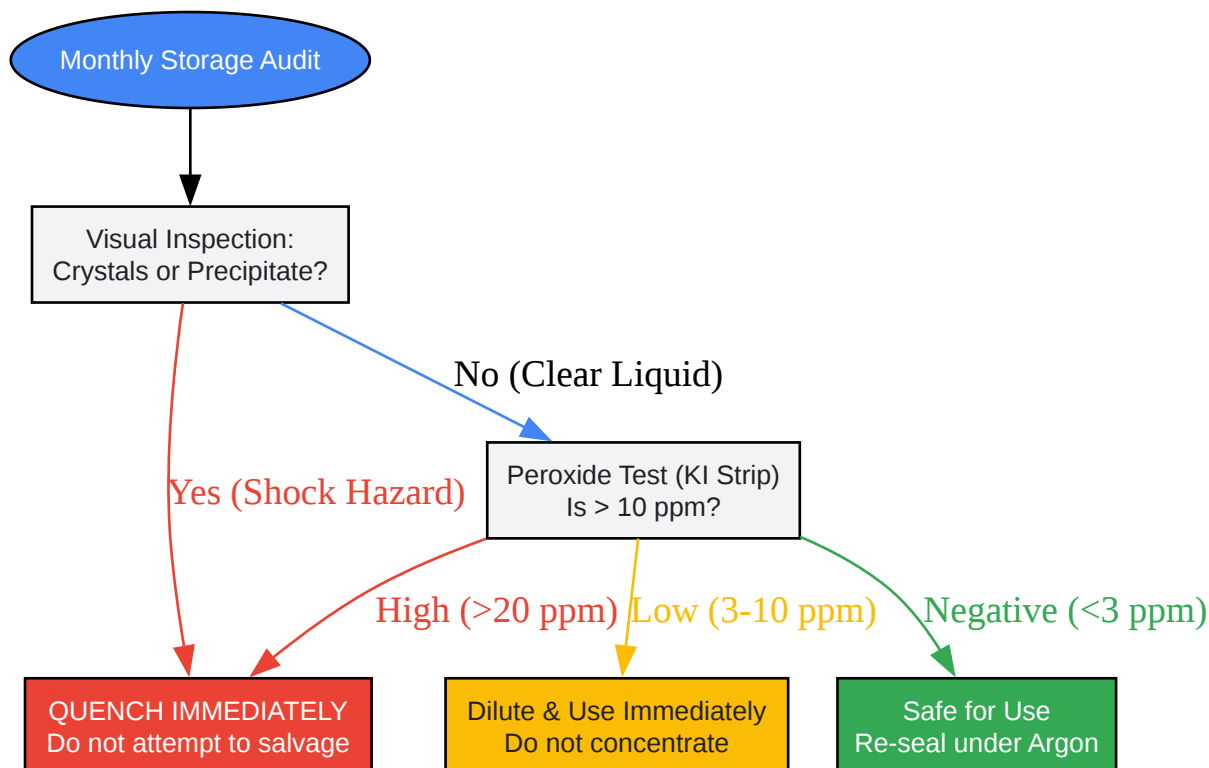 Monthly Storage Audit
Visual Inspection:
Crystals or Precipitate?
No (Clear Liquid)
Yes (Shock Hazard)
Peroxide Test (KI Strip)
Is > 10 ppm?
High (>20 ppm)
Low (3-10 ppm)
Negative (<3 ppm)
QUENCH IMMEDIATELY
Do not attempt to salvage
Dilute & Use Immediately
Do not concentrate
Safe for Use
Re-seal under Argon